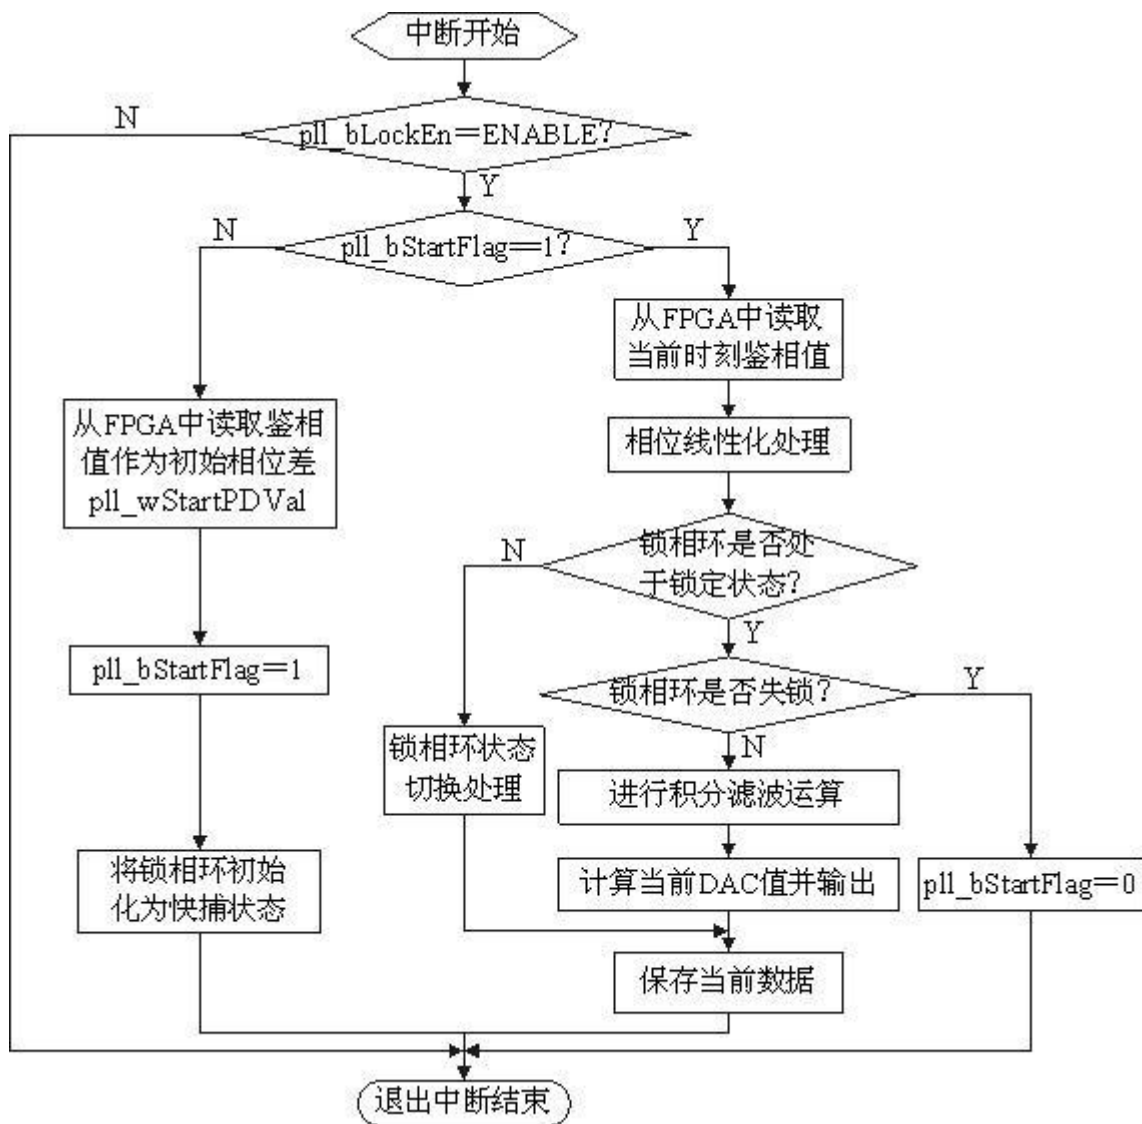 中断开始
N
pll_bLockEn＝ENABLE?
Y
N
pll_bStartFlag==1?
Y
从FPGA中读取
当前时刻鉴相值
从FPGA中读取鉴相
值作为初始相位差
pll_wStartPDVal
相位线性化处理
N
锁相环是否处
于锁定状态?
Y
pll_bStartFlag＝1
锁相环是否失锁?
Y
N
锁相环状态
切换处理
进行积分滤波运算
将锁相环初始
化为快捕状态
计算当前DAC值并输出
pll_bStartFlag＝0
保存当前数据
退出中断结束